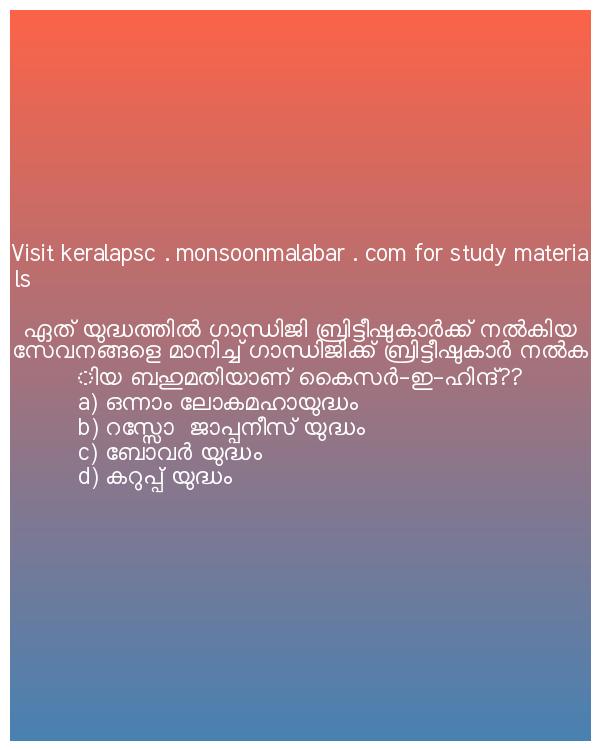 Visit keralapsc . monsoonmalabar . com for study materia
ls
ഏത് യുദ്ധത്തിൽ ഗാന്ധിജി ബ്രിട്ടീഷുകാർക്ക് നൽകിയ
സേവനങ്ങളെ മാനിച്ച് ഗാന്ധിജിക്ക് ബ്രിട്ടീഷുകാർ നൽക
ിയ ബഹുമതിയാണ് കൈസർ-ഇ-ഹിന്ദ്??
a) ഒന്നാം ലോകമഹായുദ്ധം
b) റസ്സോ  ജാപ്പനീസ് യുദ്ധം
c) ബോവർ യുദ്ധം
d) കറുപ്പ് യുദ്ധം